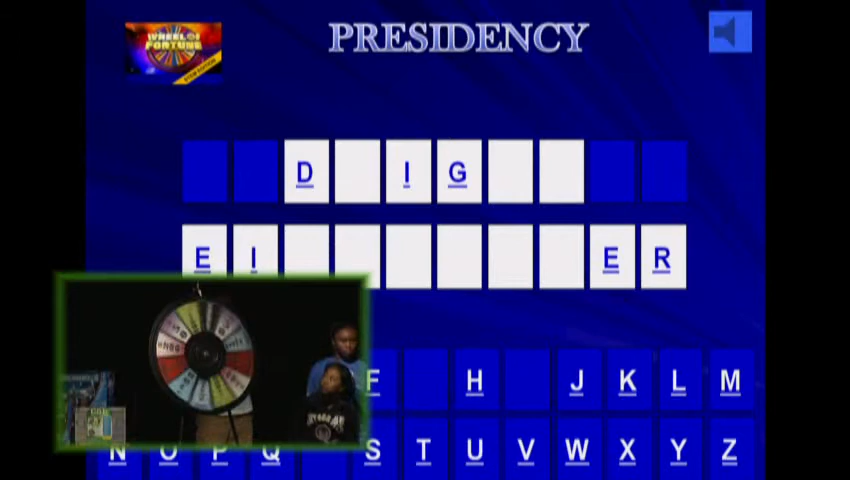 WHEEL OF
FORTUNE
PRESIDENCY
D I G
E I E R
F H J K L M
N O P Q S T U V W X Y Z